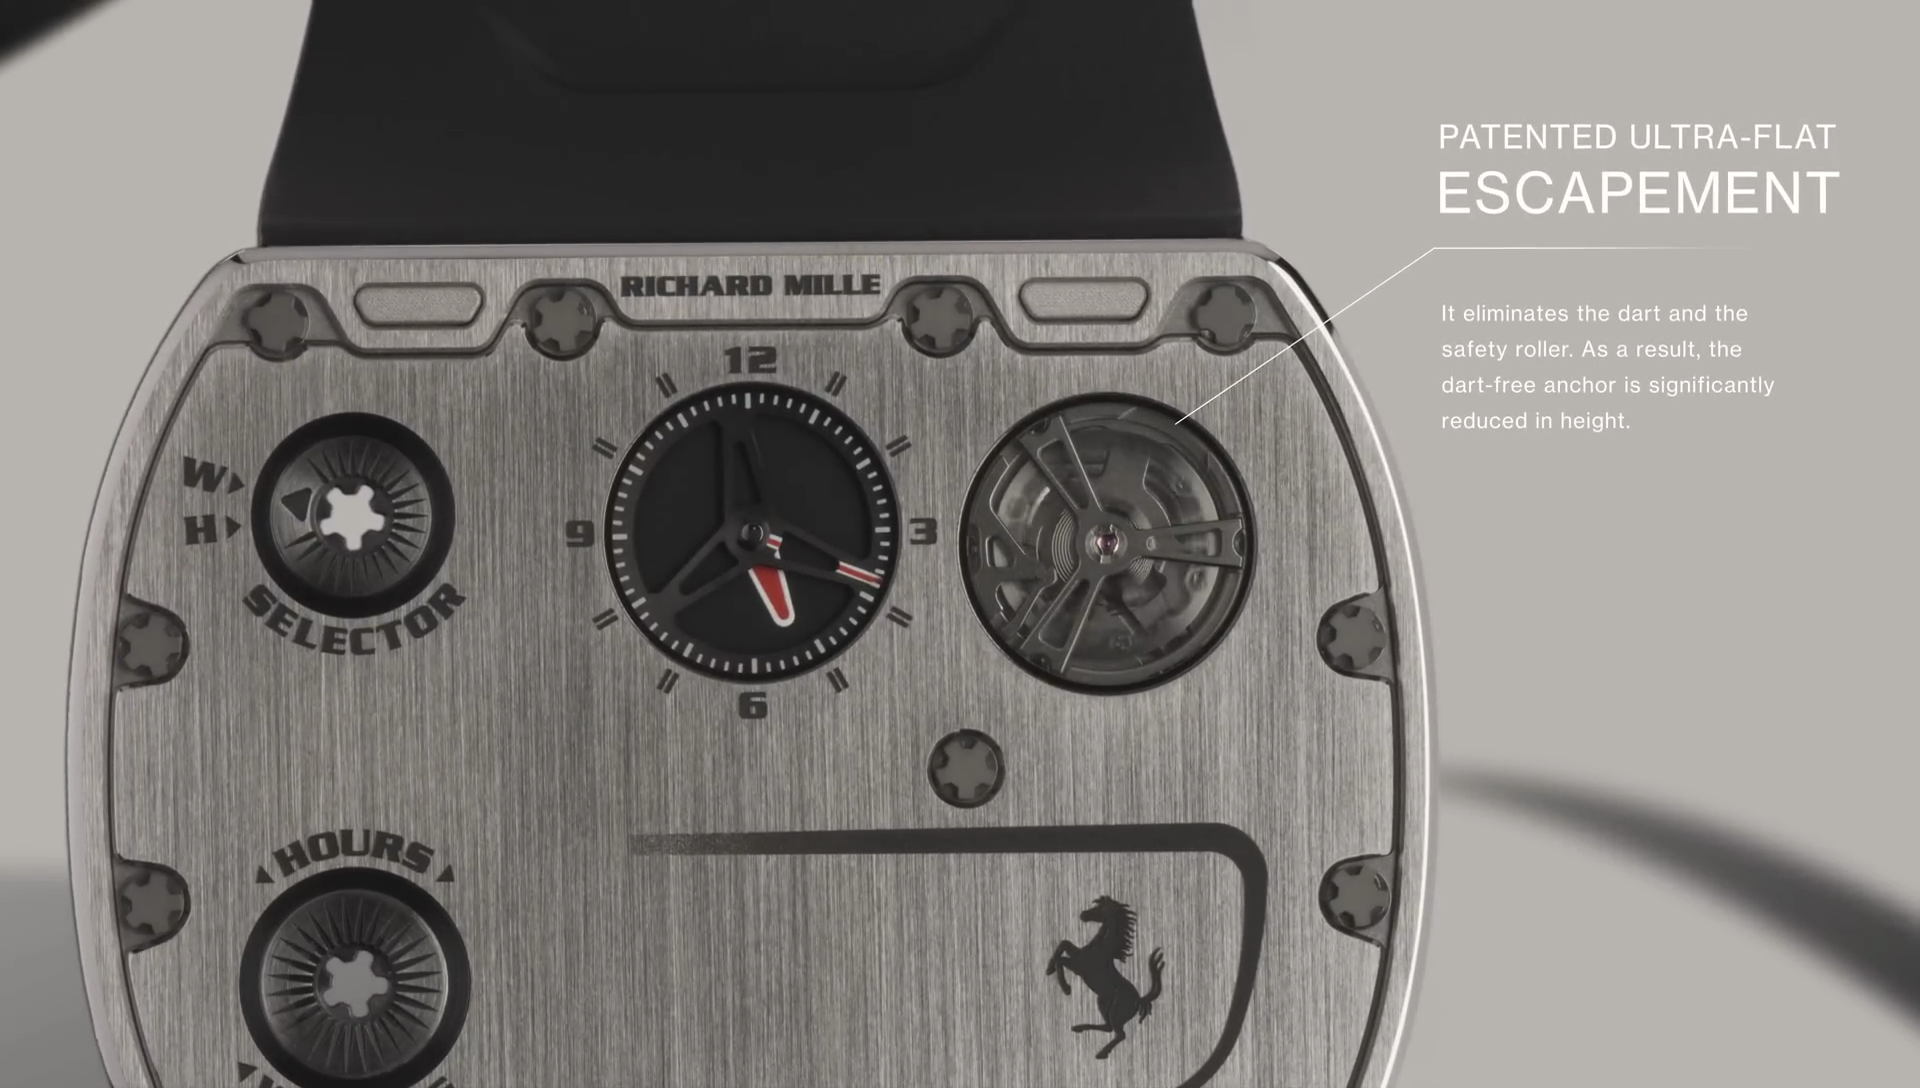 PATENTED ULTRA-FLAT
ESCAPEMENT
It eliminates the dart and the
safety roller. As a result, the
dart-free anchor is significantly
reduced in height.
RICHARD MILLE
12
9
3
6
W
H
SELECTOR
HOURS